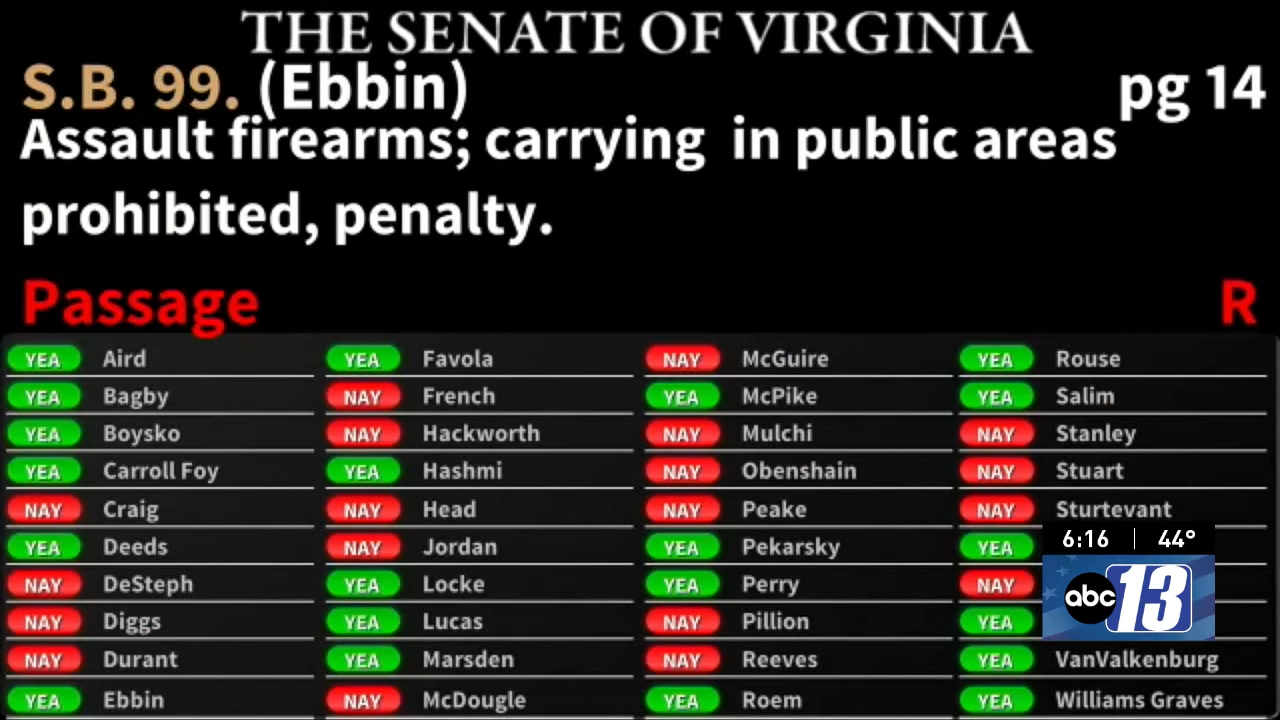 THE SENATE OF VIRGINIA
S.B. 99. (Ebbin) pg 14
Assault firearms; carrying in public areas
prohibited, penalty.
Passage R
YEA Aird YEA Favola NAY McGuire YEA Rouse
YEA Bagby NAY French YEA McPike YEA Salim
YEA Boysko NAY Hackworth NAY Mulchi NAY Stanley
YEA Carroll Foy YEA Hashmi NAY Obenshain NAY Stuart
NAY Craig NAY Head NAY Peake NAY Sturtevant
YEA Deeds NAY Jordan YEA Pekarsky YEA
6:16 44°
NAY DeSteph YEA Locke YEA Perry NAY
abc 13
NAY Diggs YEA Lucas NAY Pillion YEA
NAY Durant YEA Marsden NAY Reeves YEA VanValkenburg
YEA Ebbin NAY McDougle YEA Roem YEA Williams Graves